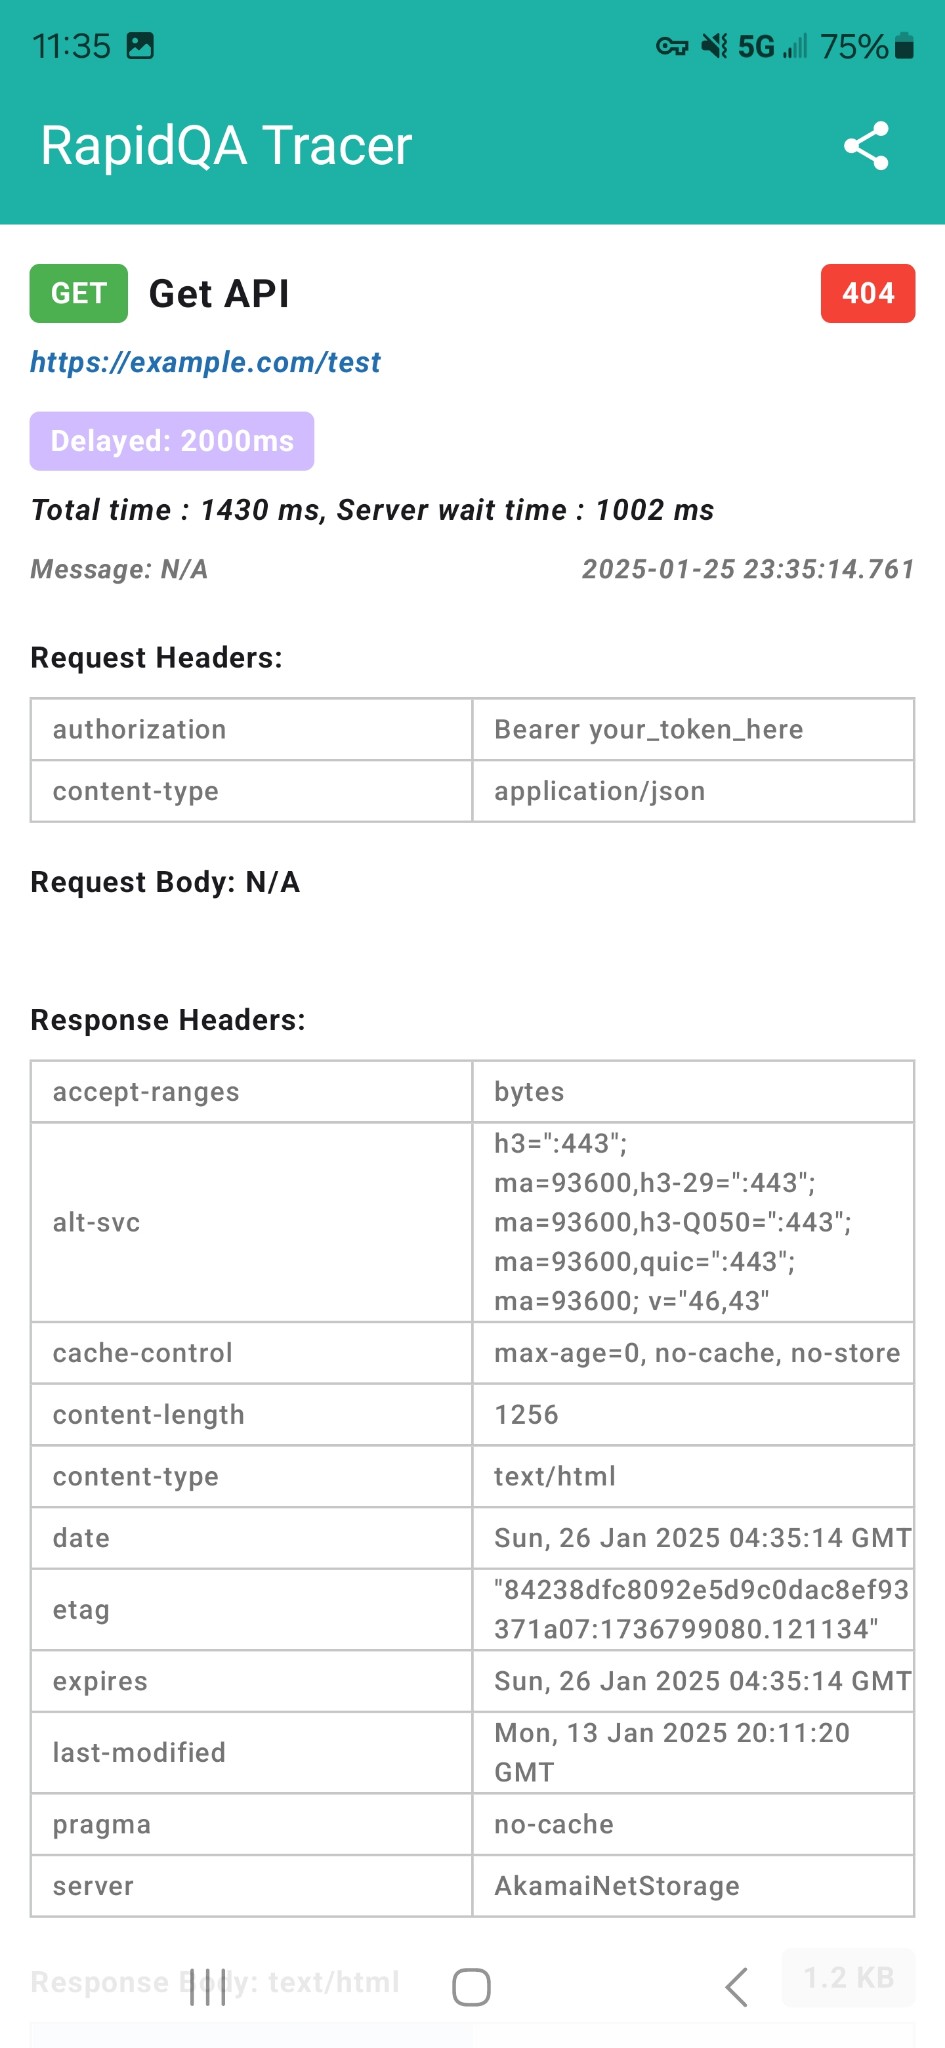 11:35 5G 75%
RapidQA Tracer
GET Get API 404
https://example.com/test
Delayed: 2000ms
Total time : 1430 ms, Server wait time : 1002 ms
Message: N/A 2025-01-25 23:35:14.761
Request Headers:
authorization Bearer your_token_here
content-type application/json
Request Body: N/A
Response Headers:
accept-ranges bytes
h3=":443";
ma=93600,h3-29=":443";
alt-svc ma=93600,h3-Q050=":443";
ma=93600,quic=":443";
ma=93600; v="46,43"
cache-control max-age=0, no-cache, no-store
content-length 1256
content-type text/html
date Sun, 26 Jan 2025 04:35:14 GMT
etag "84238dfc8092e5d9c0dac8ef93
371a07:1736799080.121134"
expires Sun, 26 Jan 2025 04:35:14 GMT
last-modified Mon, 13 Jan 2025 20:11:20
GMT
pragma no-cache
server AkamaiNetStorage
Response Body: text/html 1.2 KB